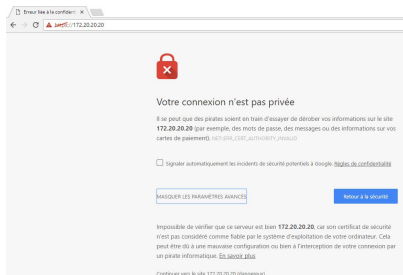 Erreur liée à la confident
https://172.20.20.20
Votre connexion n'est pas privée
Il se peut que des pirates soient en train d'essayer de dérober vos informations sur le site
172.20.20.20 (par exemple, des mots de passe, des messages ou des informations sur vos
cartes de paiement). NET::ERR_CERT_AUTHORITY_INVALID
Signaler automatiquement les incidents de sécurité potentiels à Google. Règles de confidentialité
MASQUER LES PARAMÈTRES AVANCÉS
Retour à la sécurité
Impossible de vérifier que ce serveur est bien 172.20.20.20, car son certificat de sécurité
n'est pas considéré comme fiable par le système d'exploitation de votre ordinateur. Cela
peut être dû à une mauvaise configuration ou bien à l'interception de votre connexion par
un pirate informatique. En savoir plus
Continuer vers le site 172.20.20.20 (dangereux)